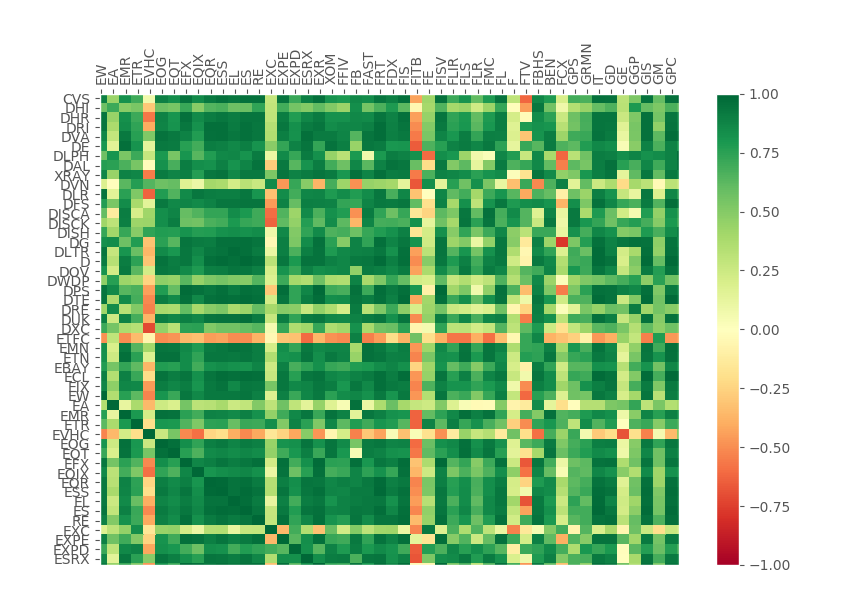 EW
EA
EMR
ETR
EVHC
EOG
EQT
EFX
EQIX
EQR
ESS
EL
ES
RE
EXC
EXPE
EXPD
ESRX
EXR
XOM
FFIV
FB
FAST
FRT
FDX
FIS
FITB
FE
FISV
FLIR
FLS
FLR
FMC
FL
F
FTV
FBHS
BEN
FCX
GPS
GRMN
IT
GD
GE
GGP
GIS
GM
GPC
CVS
DHI
DHR
DRI
DVA
DE
DLPH
DAL
XRAY
DVN
DLR
DFS
DISCA
DISCK
DISH
DG
DLTR
D
DOV
DWDP
DPS
DTE
DRE
DUK
DXC
ETFC
EMN
ETN
EBAY
ECL
EIX
EW
EA
EMR
ETR
EVHC
EOG
EQT
EFX
EQIX
EQR
ESS
EL
ES
RE
EXC
EXPE
EXPD
ESRX
1.00
0.75
0.50
0.25
0.00
−0.25
−0.50
−0.75
−1.00